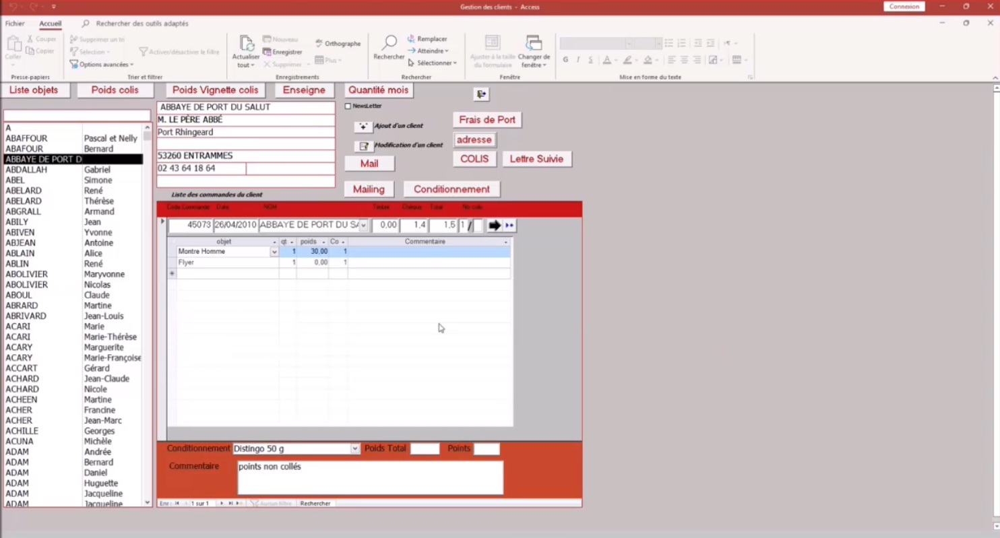 Gestion des clients - Access
Connexion
Fichier Accueil Rechercher des outils adaptés
Coller
Couper
Copier
Presse-papiers
Supprimer un tri
Sélection
Options avancées
Activer/désactiver le filtre
Trier et filtrer
Actualiser tout
Nouveau
Enregistrer
Supprimer
Orthographe
Plus
Enregistrements
Rechercher
Remplacer
Atteindre
Sélectionner
Rechercher
Ajuster à la taille du formulaire
Changer de fenêtre
Fenêtre
G I S A
Mise en forme du texte
Liste objets Poids colis Poids Vignette colis Enseigne Quantité mois
A
ABAFFOUR Pascal et Nelly
ABAFOUR Bernard
ABBAYE DE PORT D
ABDALLAH Gabriel
ABEL Simone
ABELARD René
ABELARD Thérèse
ABGRALL Armand
ABILY Jean
ABIVEN Yvonne
ABJEAN Antoine
ABLAIN Alice
ABLIN René
ABOLIVIER Maryvonne
ABOLIVIER Nicolas
ABOUL Claude
ABRARD Martine
ABRIVARD Jean-Louis
ACARI Marie
ACARI Marie-Thérèse
ACARY Marguerite
ACARY Marie-Françoise
ACCART Gérard
ACHARD Jean-Claude
ACHARD Nicole
ACHEEN Martine
ACHER Francine
ACHER Jean-Marc
ACHILLE Georges
ACUNA Michèle
ADAM Andrée
ADAM Bernard
ADAM Daniel
ADAM Huguette
ADAM Jacqueline
ADAM Jacqueline
ABBAYE DE PORT DU SALUT
M. LE PÈRE ABBÉ
Port Rhingeard
53260 ENTRAMMES
02 43 64 18 64
NewsLetter
Ajout d'un client
Modification d'un client
Mail
Mailing Conditionnement
Frais de Port
adresse
COLIS Lettre Suivie
Liste des commandes du client
Code Commande Date NOM Timbre Chèque Total Nb colis
45073 26/04/2010 ABBAYE DE PORT DU SA 0,00 1,4 1,5 1 /
objet qt poids Co Commentaire
Montre Homme 1 30,00 1
Flyer 1 0,00 1
Conditionnement Distingo 50 g Poids Total Points
Commentaire points non collés
Enr : 1 sur 1 Aucun filtre Rechercher